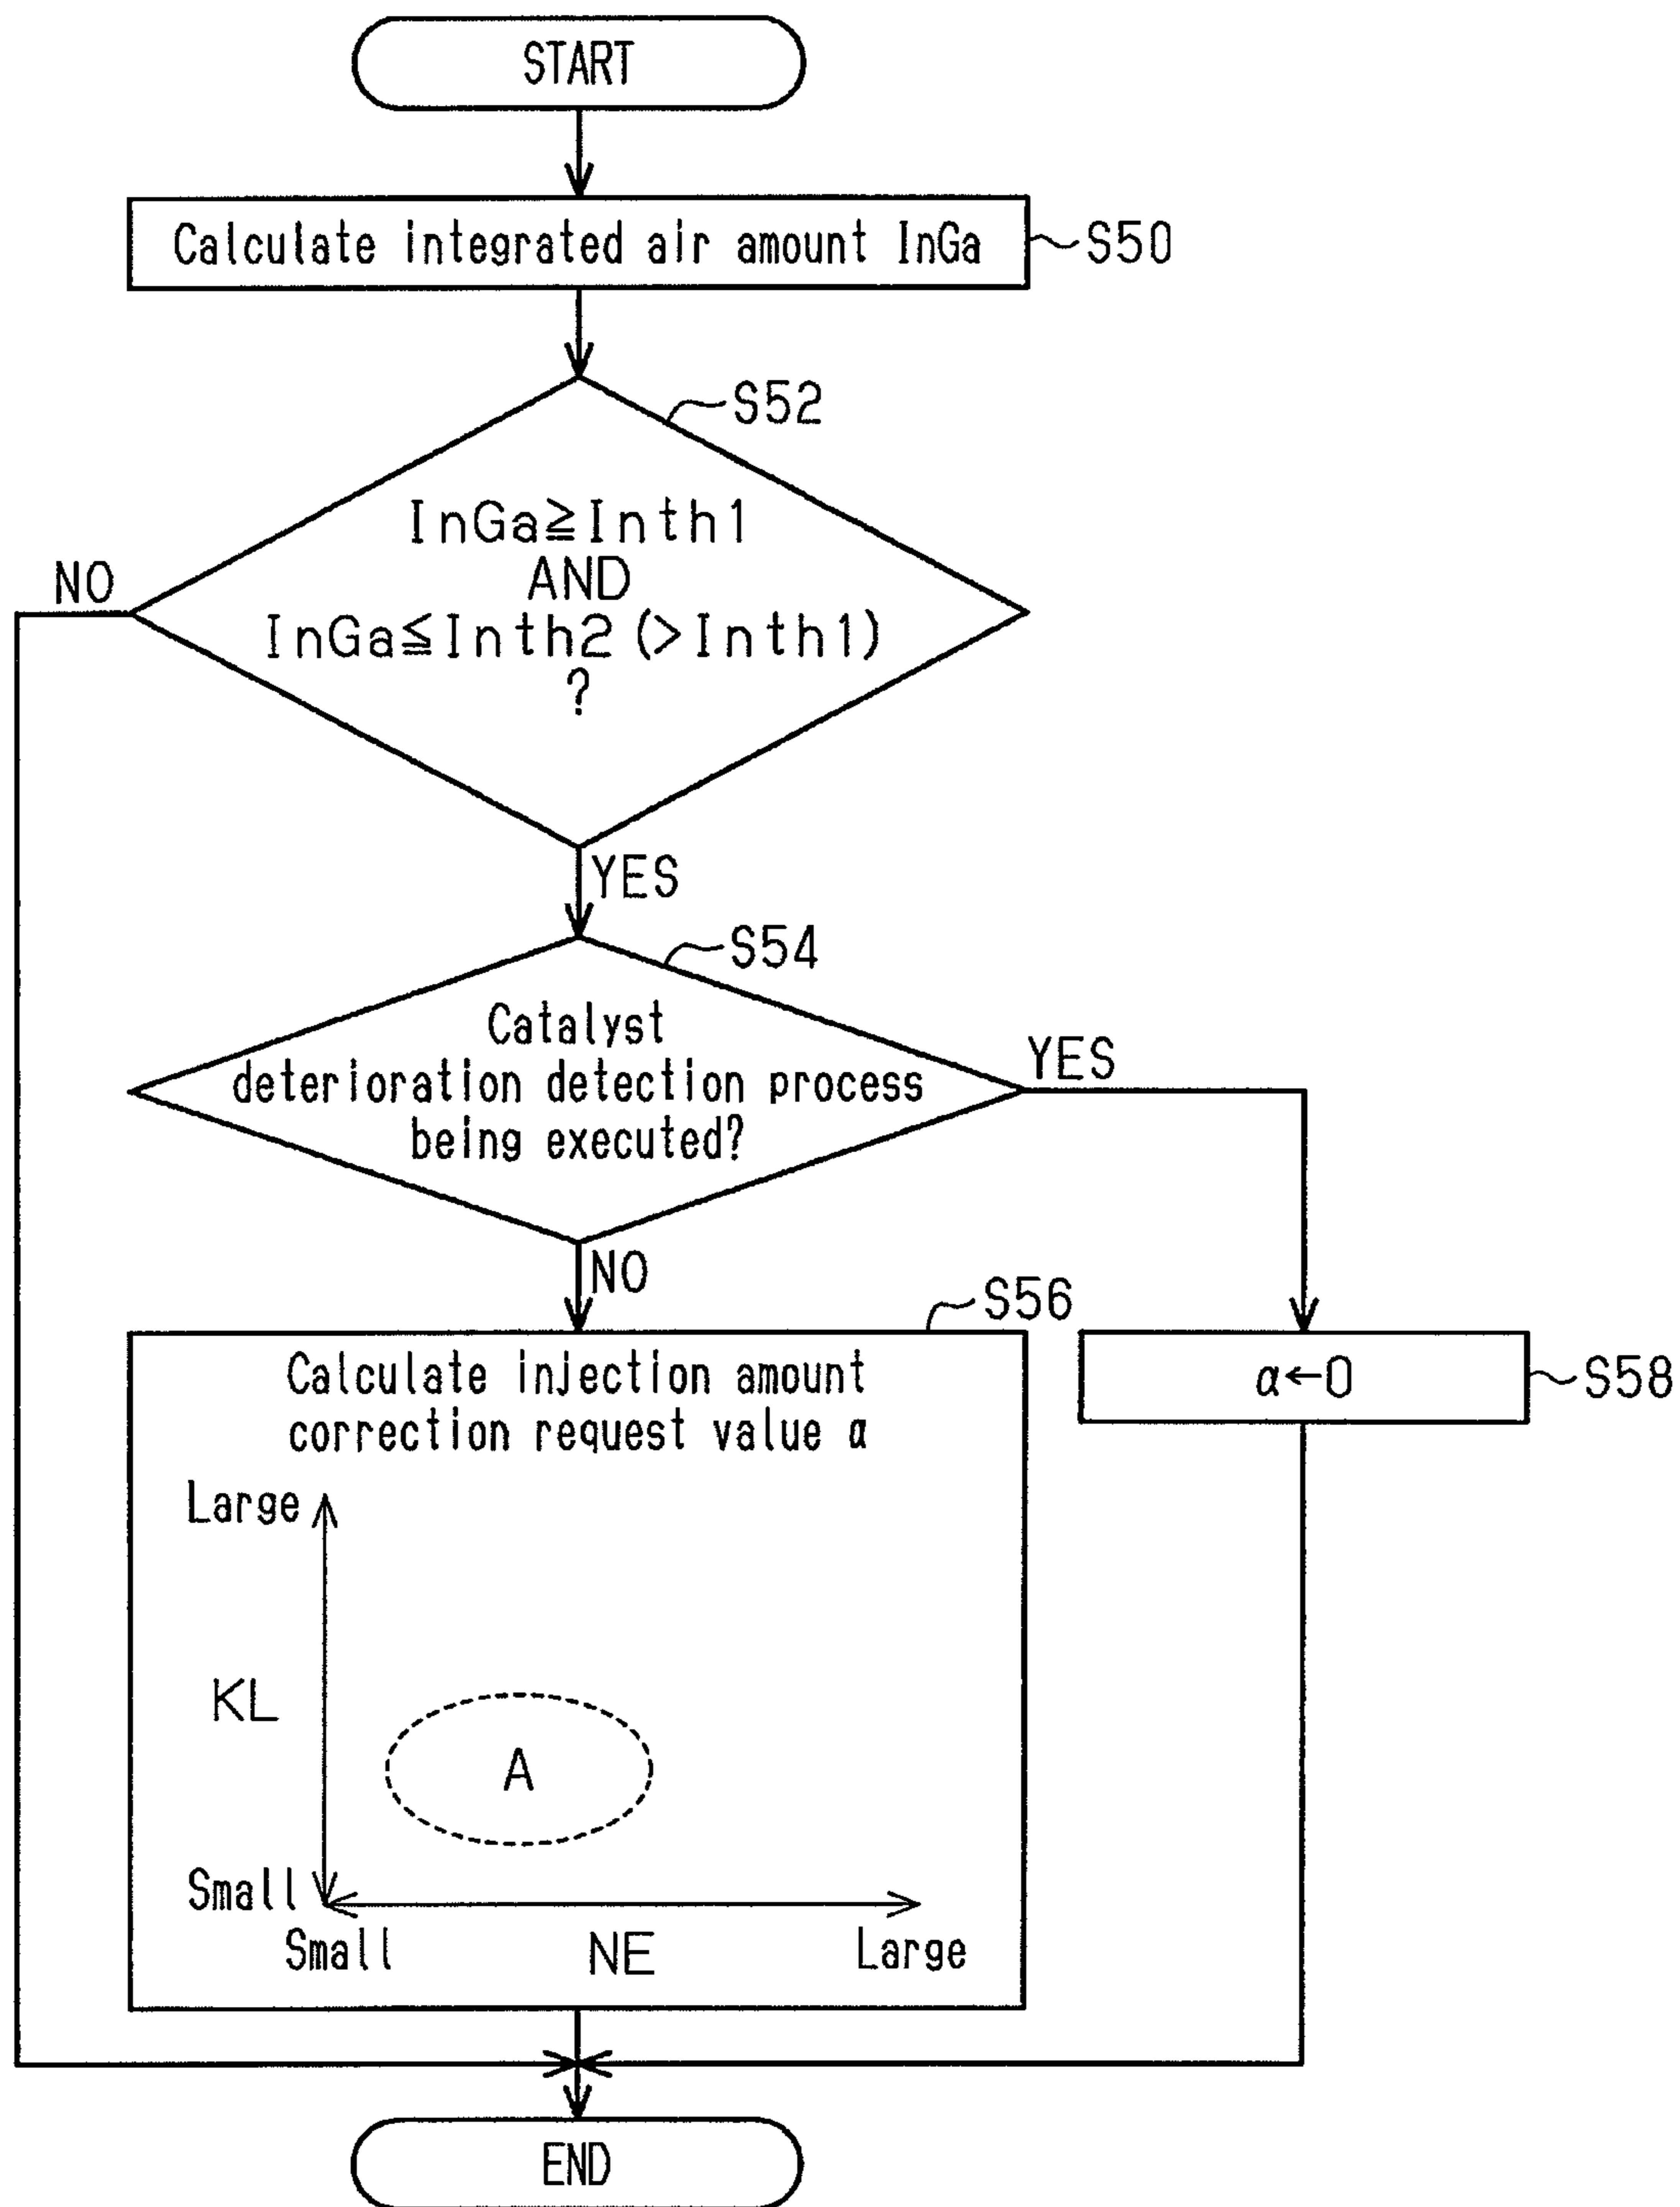 START
Calculate integrated air amount InGa
S50
S52
InGa≧Inth1
AND
InGa≦Inth2 (>Inth1)
?
NO
YES
S54
Catalyst
deterioration detection process
being executed?
YES
NO
S56
Calculate injection amount
correction request value α
α←0
S58
Large
KL
A
Small
Small
NE
Large
END